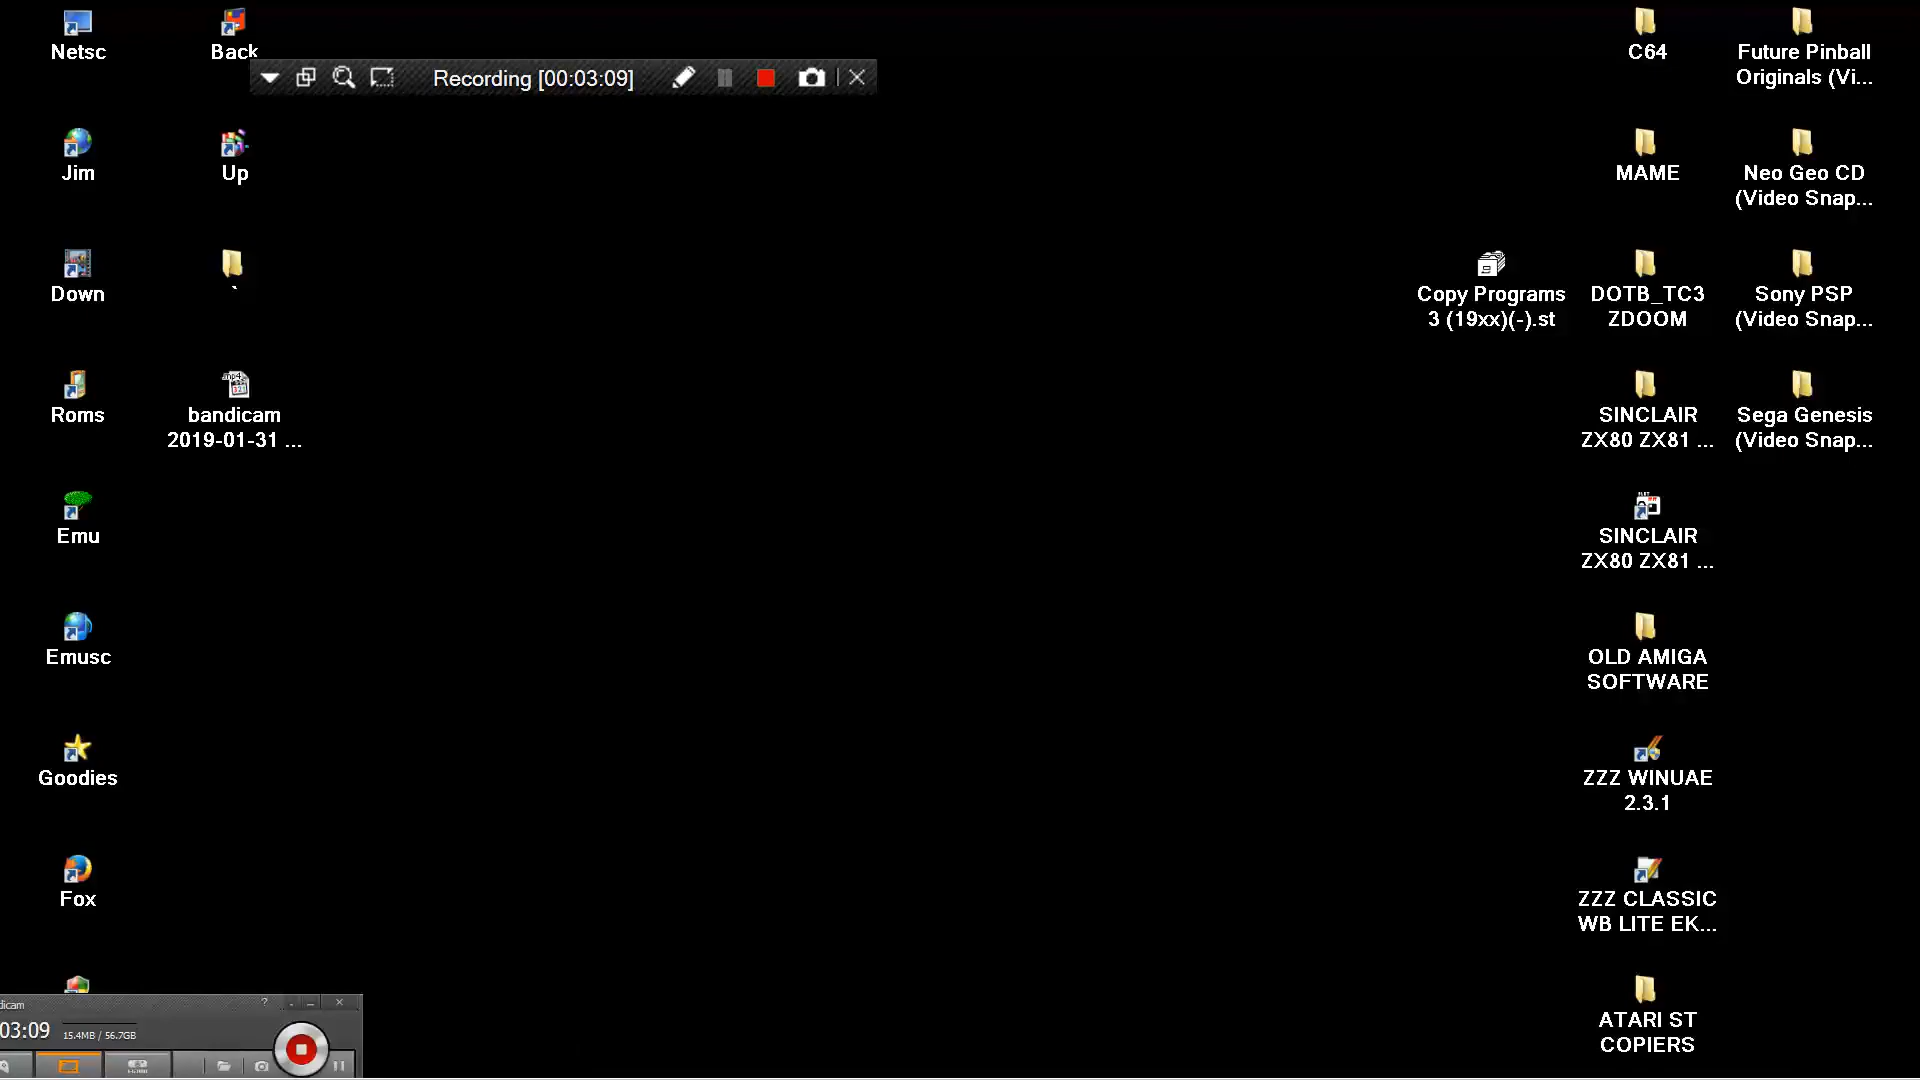 Netsc
Back
Recording [00:03:09]
C64
Future Pinball
Originals (Vi...
Jim
Up
MAME
Neo Geo CD
(Video Snap...
Down
`
Copy Programs
3 (19xx)(-).st
DOTB_TC3
ZDOOM
Sony PSP
(Video Snap...
Roms
bandicam
2019-01-31 ...
SINCLAIR
ZX80 ZX81 ...
Sega Genesis
(Video Snap...
Emu
SINCLAIR
ZX80 ZX81 ...
Emusc
OLD AMIGA
SOFTWARE
Goodies
ZZZ WINUAE
2.3.1
Fox
ZZZ CLASSIC
WB LITE EK...
dicam
?
03:09
15.4MB / 56.7GB
ATARI ST
COPIERS